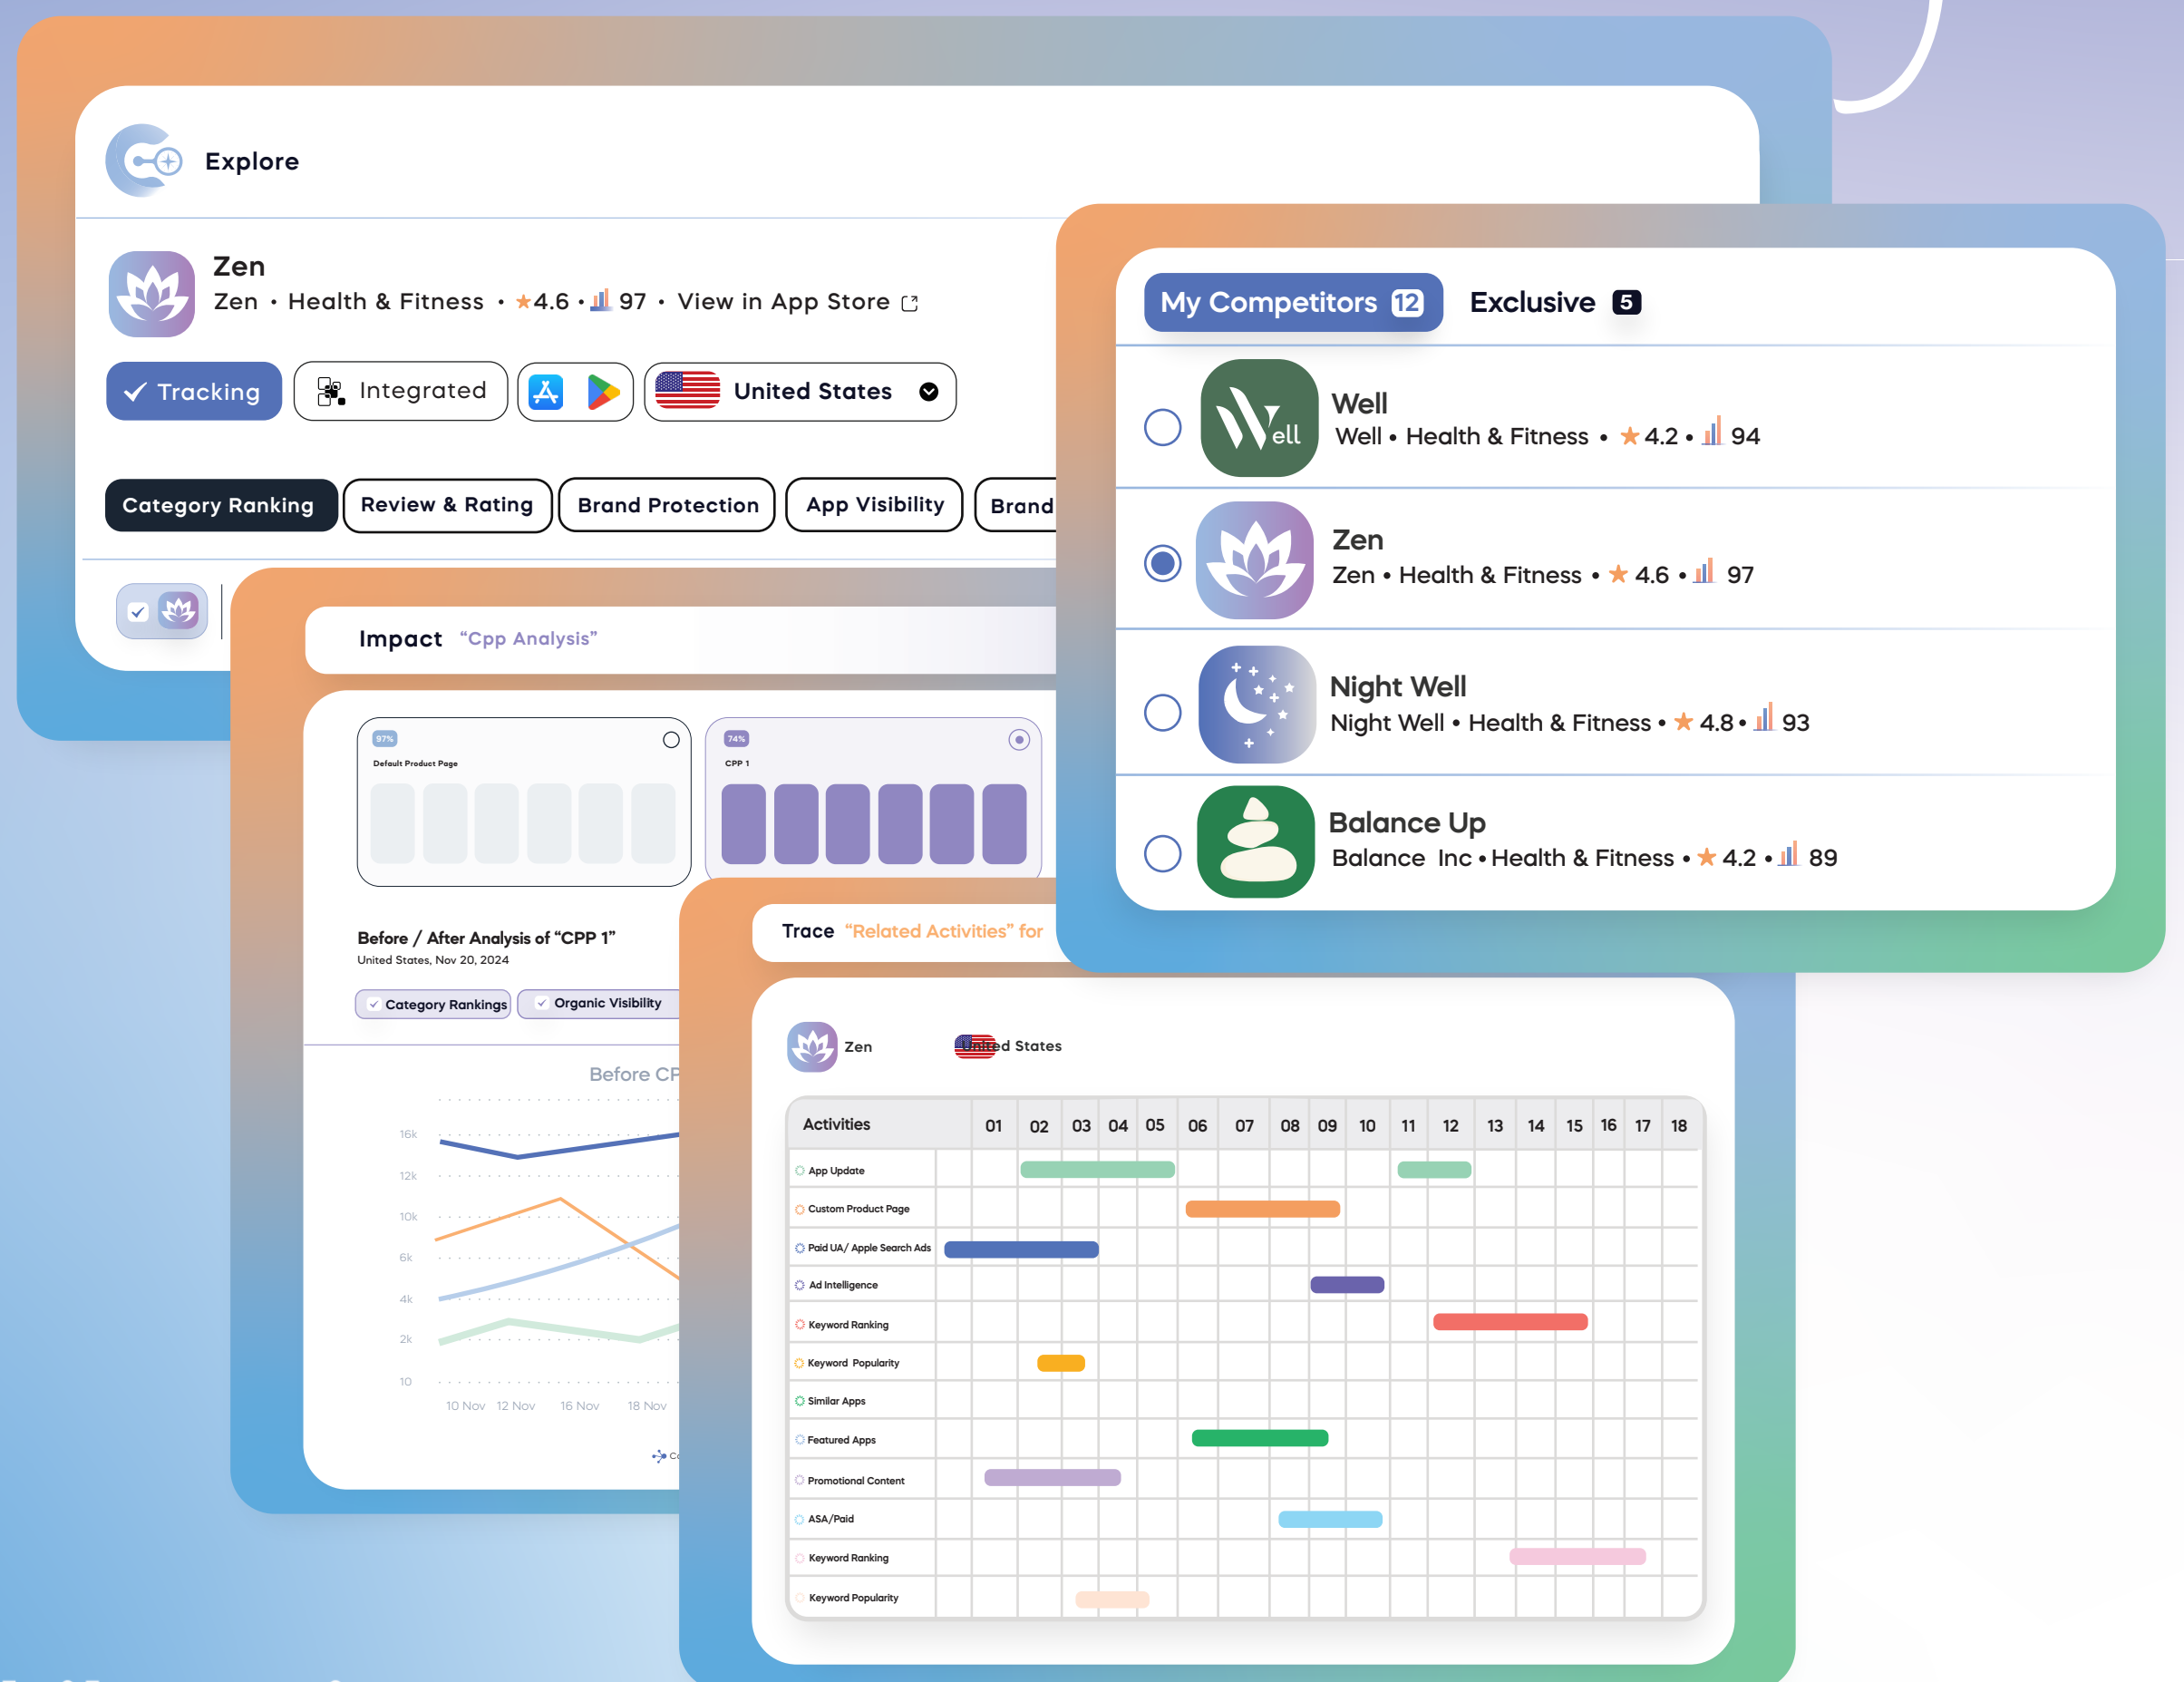 Explore
Zen
Zen • Health & Fitness • 4.6 • 97 • View in App Store
Tracking
Integrated
United States
Category Ranking
Review & Rating
Brand Protection
App Visibility
Brand
My Competitors 12
Exclusive 5
Well
Well • Health & Fitness • 4.2 • 94
ell
Zen
Zen • Health & Fitness • 4.6 • 97
Night Well
Night Well • Health & Fitness • 4.8 • 93
Balance Up
Balance Inc • Health & Fitness • 4.2 • 89
Impact “Cpp Analysis”
97%
Default Product Page
74%
CPP 1
Before / After Analysis of “CPP 1”
United States, Nov 20, 2024
Category Rankings
Organic Visibility
Before CP
16k
12k
10k
6k
4k
2k
10
10 Nov 12 Nov 16 Nov 18 Nov
Trace “Related Activities” for
Zen
United States
Activities 01 02 03 04 05 06 07 08 09 10 11 12 13 14 15 16 17 18
App Update
Custom Product Page
Paid UA/ Apple Search Ads
Ad Intelligence
Keyword Ranking
Keyword Popularity
Similar Apps
Featured Apps
Promotional Content
ASA/Paid
Keyword Ranking
Keyword Popularity